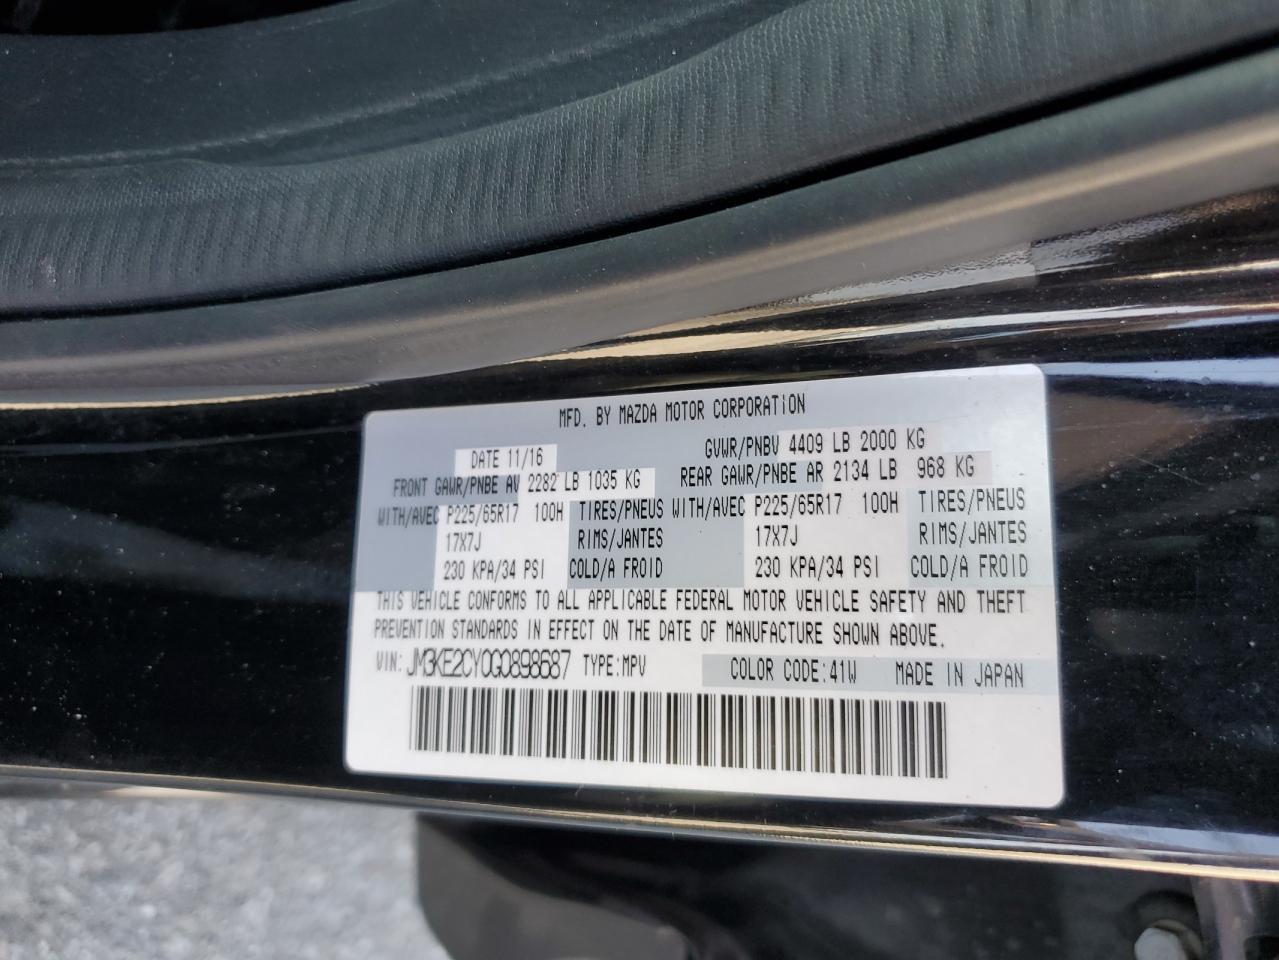 MFD. BY MAZDA MOTOR CORPORATION
DATE 11/16 GVWR/PNBV 4409 LB 2000 KG
FRONT GAWR/PNBE AV 2282 LB 1035 KG REAR GAWR/PNBE AR 2134 LB 968 KG
WITH/AVEC P225/65R17 100H TIRES/PNEUS WITH/AVEC P225/65R17 100H TIRES/PNEUS
17X7J RIMS/JANTES 17X7J RIMS/JANTES
230 KPA/34 PSI COLD/A FROID 230 KPA/34 PSI COLD/A FROID
THIS VEHICLE CONFORMS TO ALL APPLICABLE FEDERAL MOTOR VEHICLE SAFETY AND THEFT
PREVENTION STANDARDS IN EFFECT ON THE DATE OF MANUFACTURE SHOWN ABOVE.
VIN: JM3KE2CY0G0898687 TYPE:MPV COLOR CODE:41W MADE IN JAPAN